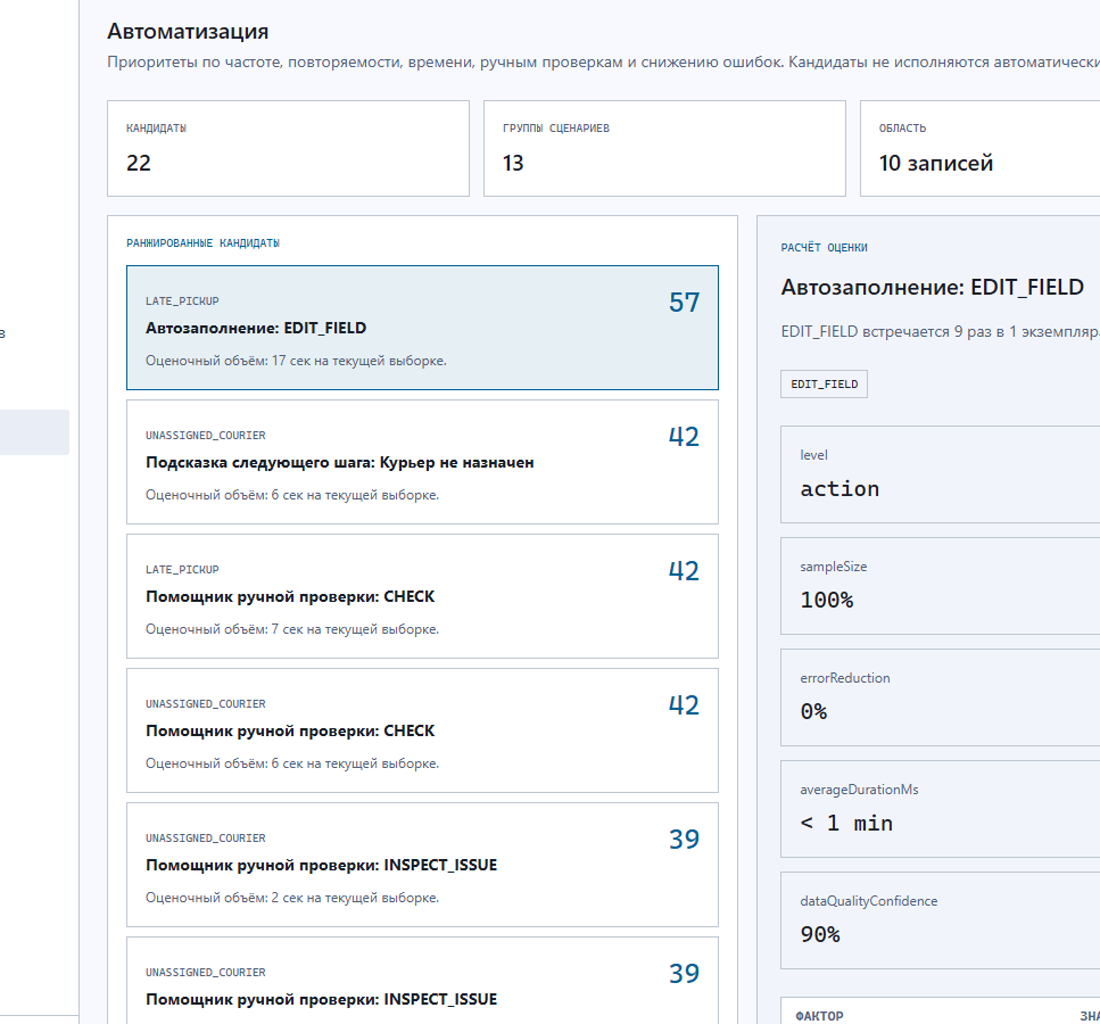 Автоматизация
Приоритеты по частоте, повторяемости, времени, ручным проверкам и снижению ошибок. Кандидаты не исполняются автоматически
КАНДИДАТЫ
22
ГРУППЫ СЦЕНАРИЕВ
13
ОБЛАСТЬ
10 записей
в
РАНЖИРОВАННЫЕ КАНДИДАТЫ
LATE_PICKUP
57
Автозаполнение: EDIT_FIELD
Оценочный объём: 17 сек на текущей выборке.
UNASSIGNED_COURIER
42
Подсказка следующего шага: Курьер не назначен
Оценочный объём: 6 сек на текущей выборке.
LATE_PICKUP
42
Помощник ручной проверки: CHECK
Оценочный объём: 7 сек на текущей выборке.
UNASSIGNED_COURIER
42
Помощник ручной проверки: CHECK
Оценочный объём: 6 сек на текущей выборке.
UNASSIGNED_COURIER
39
Помощник ручной проверки: INSPECT_ISSUE
Оценочный объём: 2 сек на текущей выборке.
UNASSIGNED_COURIER
39
Помощник ручной проверки: INSPECT_ISSUE
РАСЧЁТ ОЦЕНКИ
Автозаполнение: EDIT_FIELD
EDIT_FIELD встречается 9 раз в 1 экземпляр
EDIT_FIELD
level
action
sampleSize
100%
errorReduction
0%
averageDurationMs
< 1 min
dataQualityConfidence
90%
ФАКТОР
ЗНА